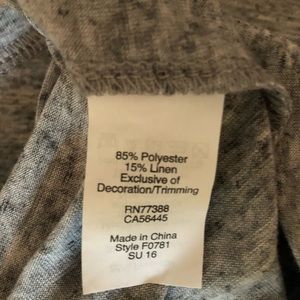 85% Polyester
15% Linen
Exclusive of
Decoration/Trimming
RN77388
CA56445
Made in China
Style F0781
SU 16